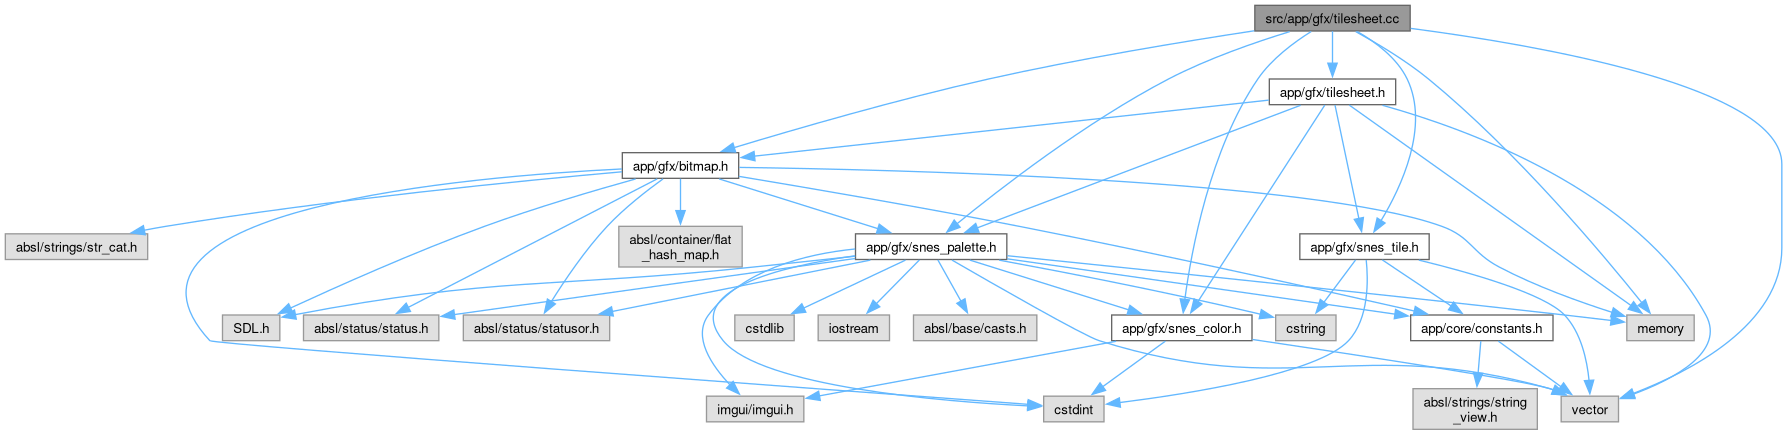 src/app/gfx/tilesheet.cc
app/gfx/tilesheet.h
app/gfx/bitmap.h
absl/strings/str_cat.h
absl/container/flat
_hash_map.h
app/gfx/snes_palette.h
app/gfx/snes_tile.h
SDL.h
absl/status/status.h
absl/status/statusor.h
cstdlib
iostream
absl/base/casts.h
app/gfx/snes_color.h
cstring
app/core/constants.h
memory
imgui/imgui.h
cstdint
absl/strings/string
_view.h
vector